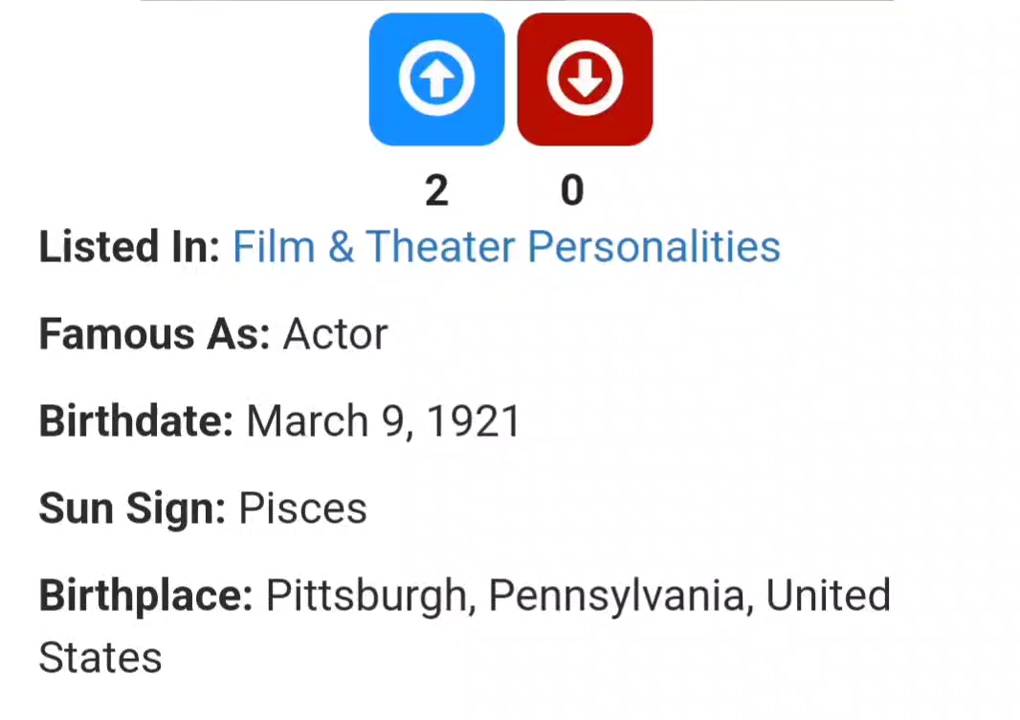 2 0
Listed In: Film & Theater Personalities
Famous As: Actor
Birthdate: March 9, 1921
Sun Sign: Pisces
Birthplace: Pittsburgh, Pennsylvania, United
States